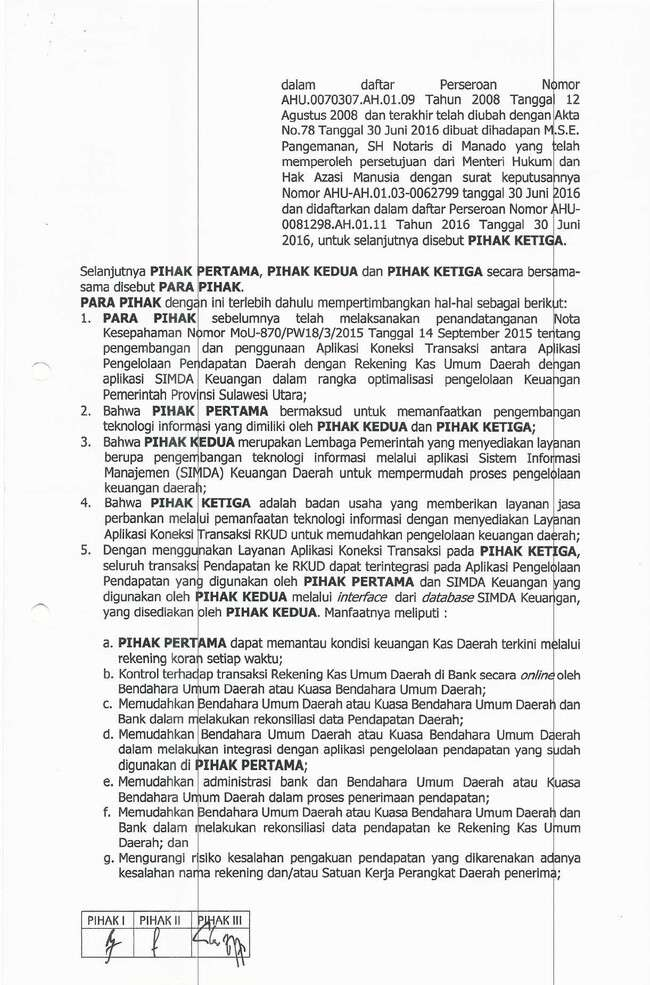 dalam daftar Perseroan Nomor
AHU.0070307.AH.01.09 Tahun 2008 Tanggal 12
Agustus 2008 dan terakhir telah diubah dengan Akta
No.78 Tanggal 30 Juni 2016 dibuat dihadapan M.S.E.
Pangemanan, SH Notaris di Manado yang telah
memperoleh persetujuan dari Menteri Hukum dan
Hak Azasi Manusia dengan surat keputusannya
Nomor AHU-AH.01.03-0062799 tanggal 30 Juni 2016
dan didaftarkan dalam daftar Perseroan Nomor AHU-
0081298.AH.01.11 Tahun 2016 Tanggal 30 Juni
2016, untuk selanjutnya disebut PIHAK KETIGA.
Selanjutnya PIHAK PERTAMA, PIHAK KEDUA dan PIHAK KETIGA secara bersama-
sama disebut PARA PIHAK.
PARA PIHAK dengan ini terlebih dahulu mempertimbangkan hal-hal sebagai berikut:
1. PARA PIHAK sebelumnya telah melaksanakan penandatanganan Nota
Kesepahaman Nomor MoU-870/PW18/3/2015 Tanggal 14 September 2015 tentang
pengembangan dan penggunaan Aplikasi Koneksi Transaksi antara Aplikasi
Pengelolaan Pendapatan Daerah dengan Rekening Kas Umum Daerah dengan
aplikasi SIMDA Keuangan dalam rangka optimalisasi pengelolaan Keuangan
Pemerintah Provinsi Sulawesi Utara;
2. Bahwa PIHAK PERTAMA bermaksud untuk memanfaatkan pengembangan
teknologi informasi yang dimiliki oleh PIHAK KEDUA dan PIHAK KETIGA;
3. Bahwa PIHAK KEDUA merupakan Lembaga Pemerintah yang menyediakan layanan
berupa pengembangan teknologi informasi melalui aplikasi Sistem Informasi
Manajemen (SIMDA) Keuangan Daerah untuk mempermudah proses pengelolaan
keuangan daerah;
4. Bahwa PIHAK KETIGA adalah badan usaha yang memberikan layanan jasa
perbankan melalui pemanfaatan teknologi informasi dengan menyediakan Layanan
Aplikasi Koneksi Transaksi RKUD untuk memudahkan pengelolaan keuangan daerah;
5. Dengan menggunakan Layanan Aplikasi Koneksi Transaksi pada PIHAK KETIGA,
seluruh transaksi Pendapatan ke RKUD dapat terintegrasi pada Aplikasi Pengelolaan
Pendapatan yang digunakan oleh PIHAK PERTAMA dan SIMDA Keuangan yang
digunakan oleh PIHAK KEDUA melalui interface dari database SIMDA Keuangan,
yang disediakan oleh PIHAK KEDUA. Manfaatnya meliputi :
a. PIHAK PERTAMA dapat memantau kondisi keuangan Kas Daerah terkini melalui
rekening koran setiap waktu;
b. Kontrol terhadap transaksi Rekening Kas Umum Daerah di Bank secara online oleh
Bendahara Umum Daerah atau Kuasa Bendahara Umum Daerah;
c. Memudahkan Bendahara Umum Daerah atau Kuasa Bendahara Umum Daerah dan
Bank dalam melakukan rekonsiliasi data Pendapatan Daerah;
d. Memudahkan Bendahara Umum Daerah atau Kuasa Bendahara Umum Daerah
dalam melakukan integrasi dengan aplikasi pengelolaan pendapatan yang sudah
digunakan di PIHAK PERTAMA;
e. Memudahkan administrasi bank dan Bendahara Umum Daerah atau Kuasa
Bendahara Umum Daerah dalam proses penerimaan pendapatan;
f. Memudahkan Bendahara Umum Daerah atau Kuasa Bendahara Umum Daerah dan
Bank dalam melakukan rekonsiliasi data pendapatan ke Rekening Kas Umum
Daerah; dan
g. Mengurangi risiko kesalahan pengakuan pendapatan yang dikarenakan adanya
kesalahan nama rekening dan/atau Satuan Kerja Perangkat Daerah penerima;
PIHAK I PIHAK II PIHAK III